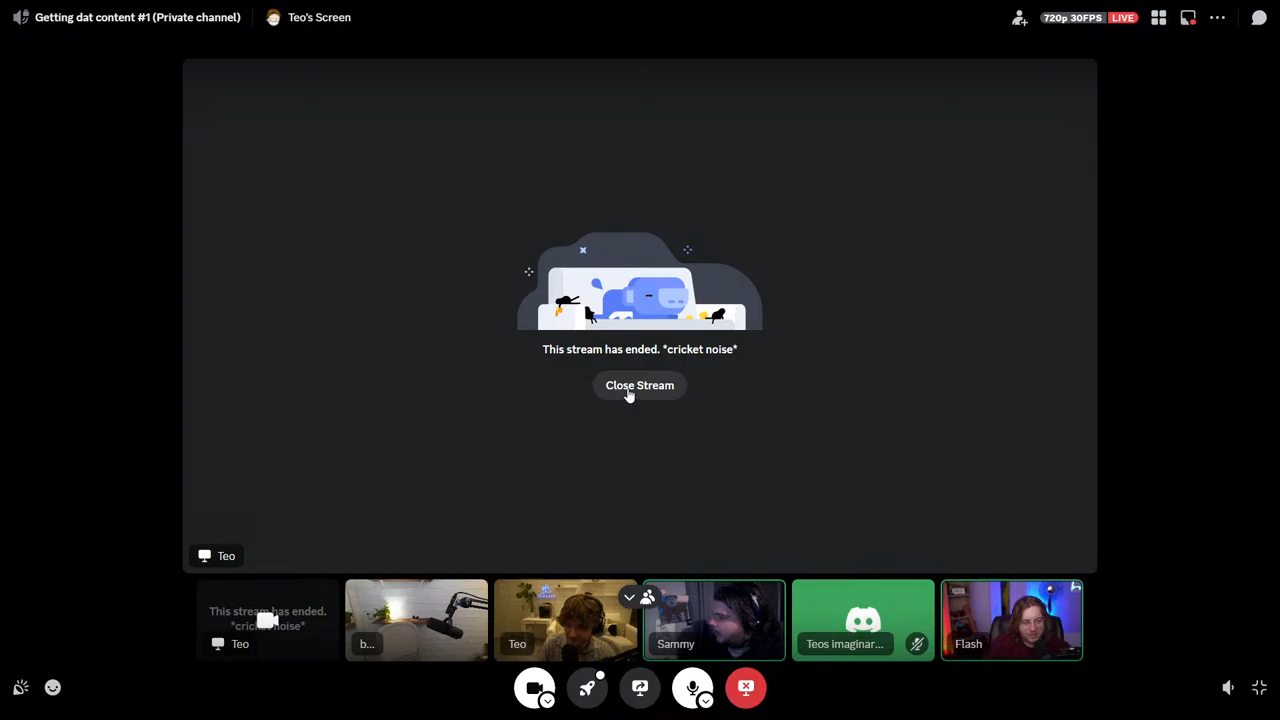 Getting dat content #1 (Private channel)
Teo's Screen
720p 30FPS LIVE
This stream has ended. *cricket noise*
Close Stream
Teo
This stream has ended.
*cricket noise*
Teo
b...
Teo
Sammy
Teos imaginar...
Flash